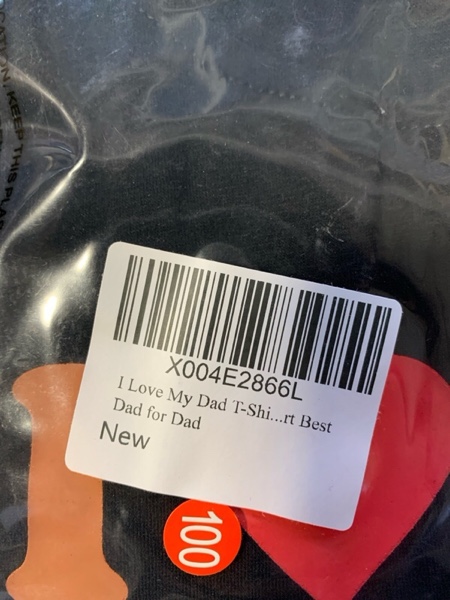 KEEP THIS
X004E2866L
I Love My Dad T-Shi...rt Best
Dad for Dad
New
I
100